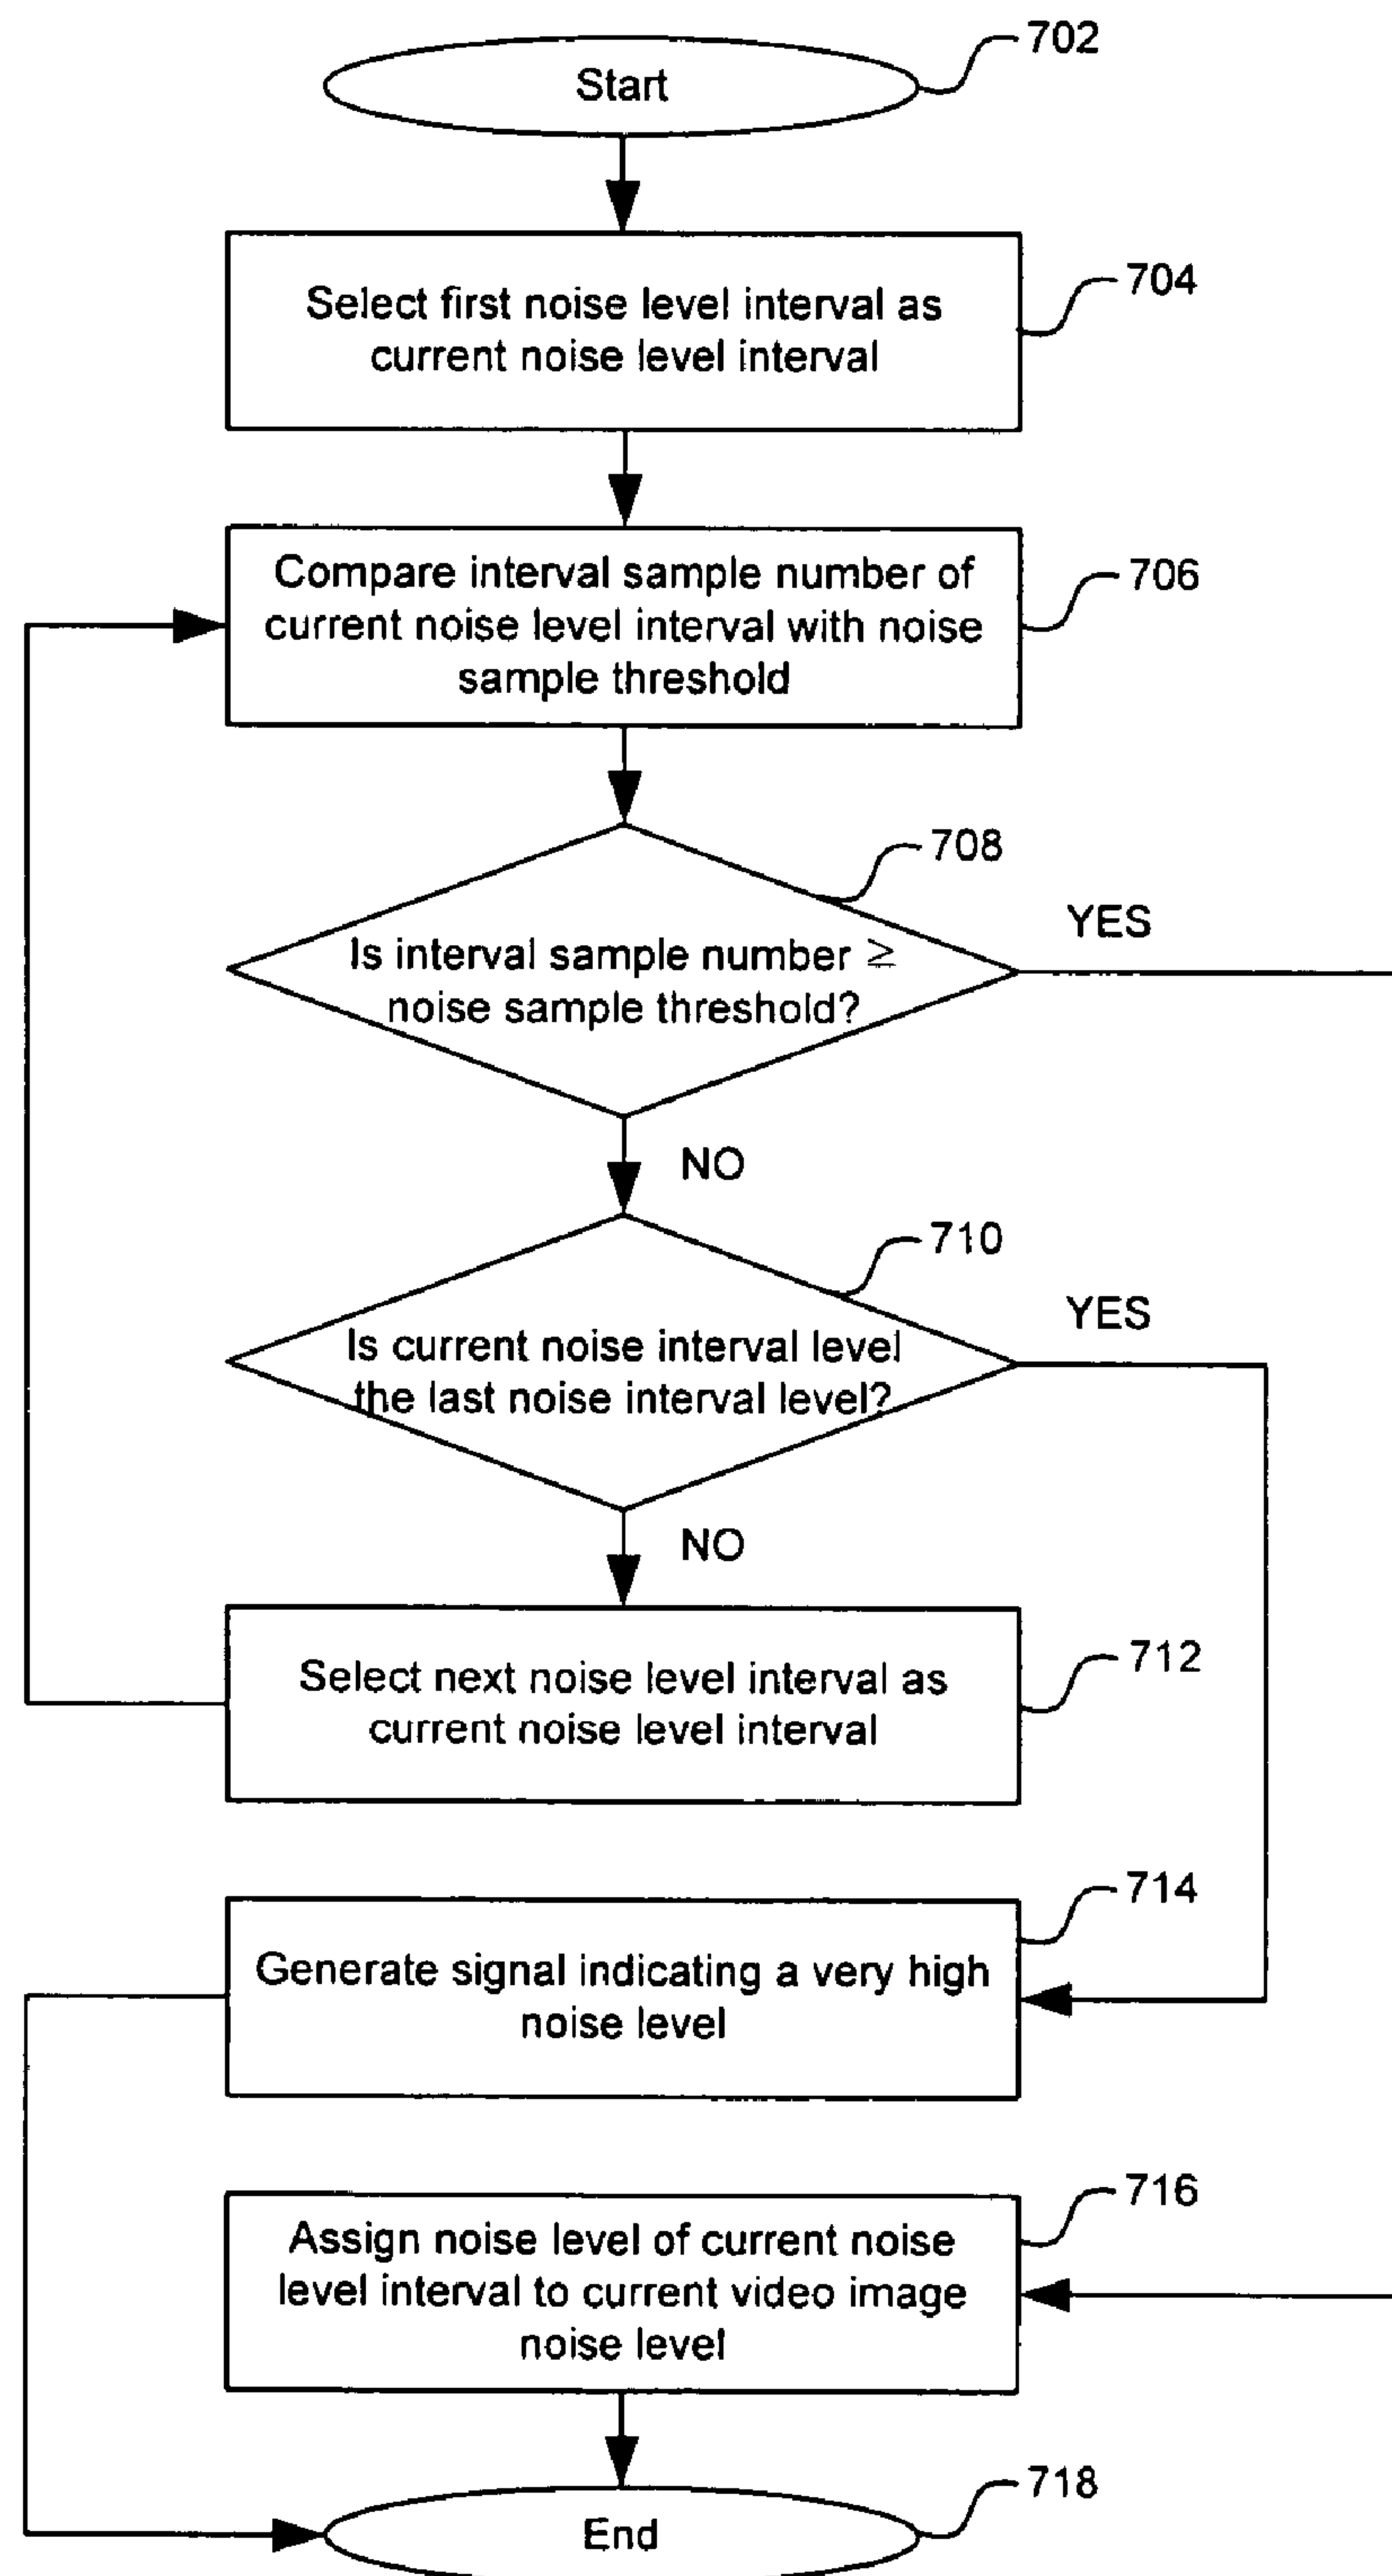 702
Start
704
Select first noise level interval as
current noise level interval
706
Compare interval sample number of
current noise level interval with noise
sample threshold
708
YES
Is interval sample number ≥
noise sample threshold?
NO
710
YES
Is current noise interval level
the last noise interval level?
NO
712
Select next noise level interval as
current noise level interval
714
Generate signal indicating a very high
noise level
716
Assign noise level of current noise
level interval to current video image
noise level
718
End